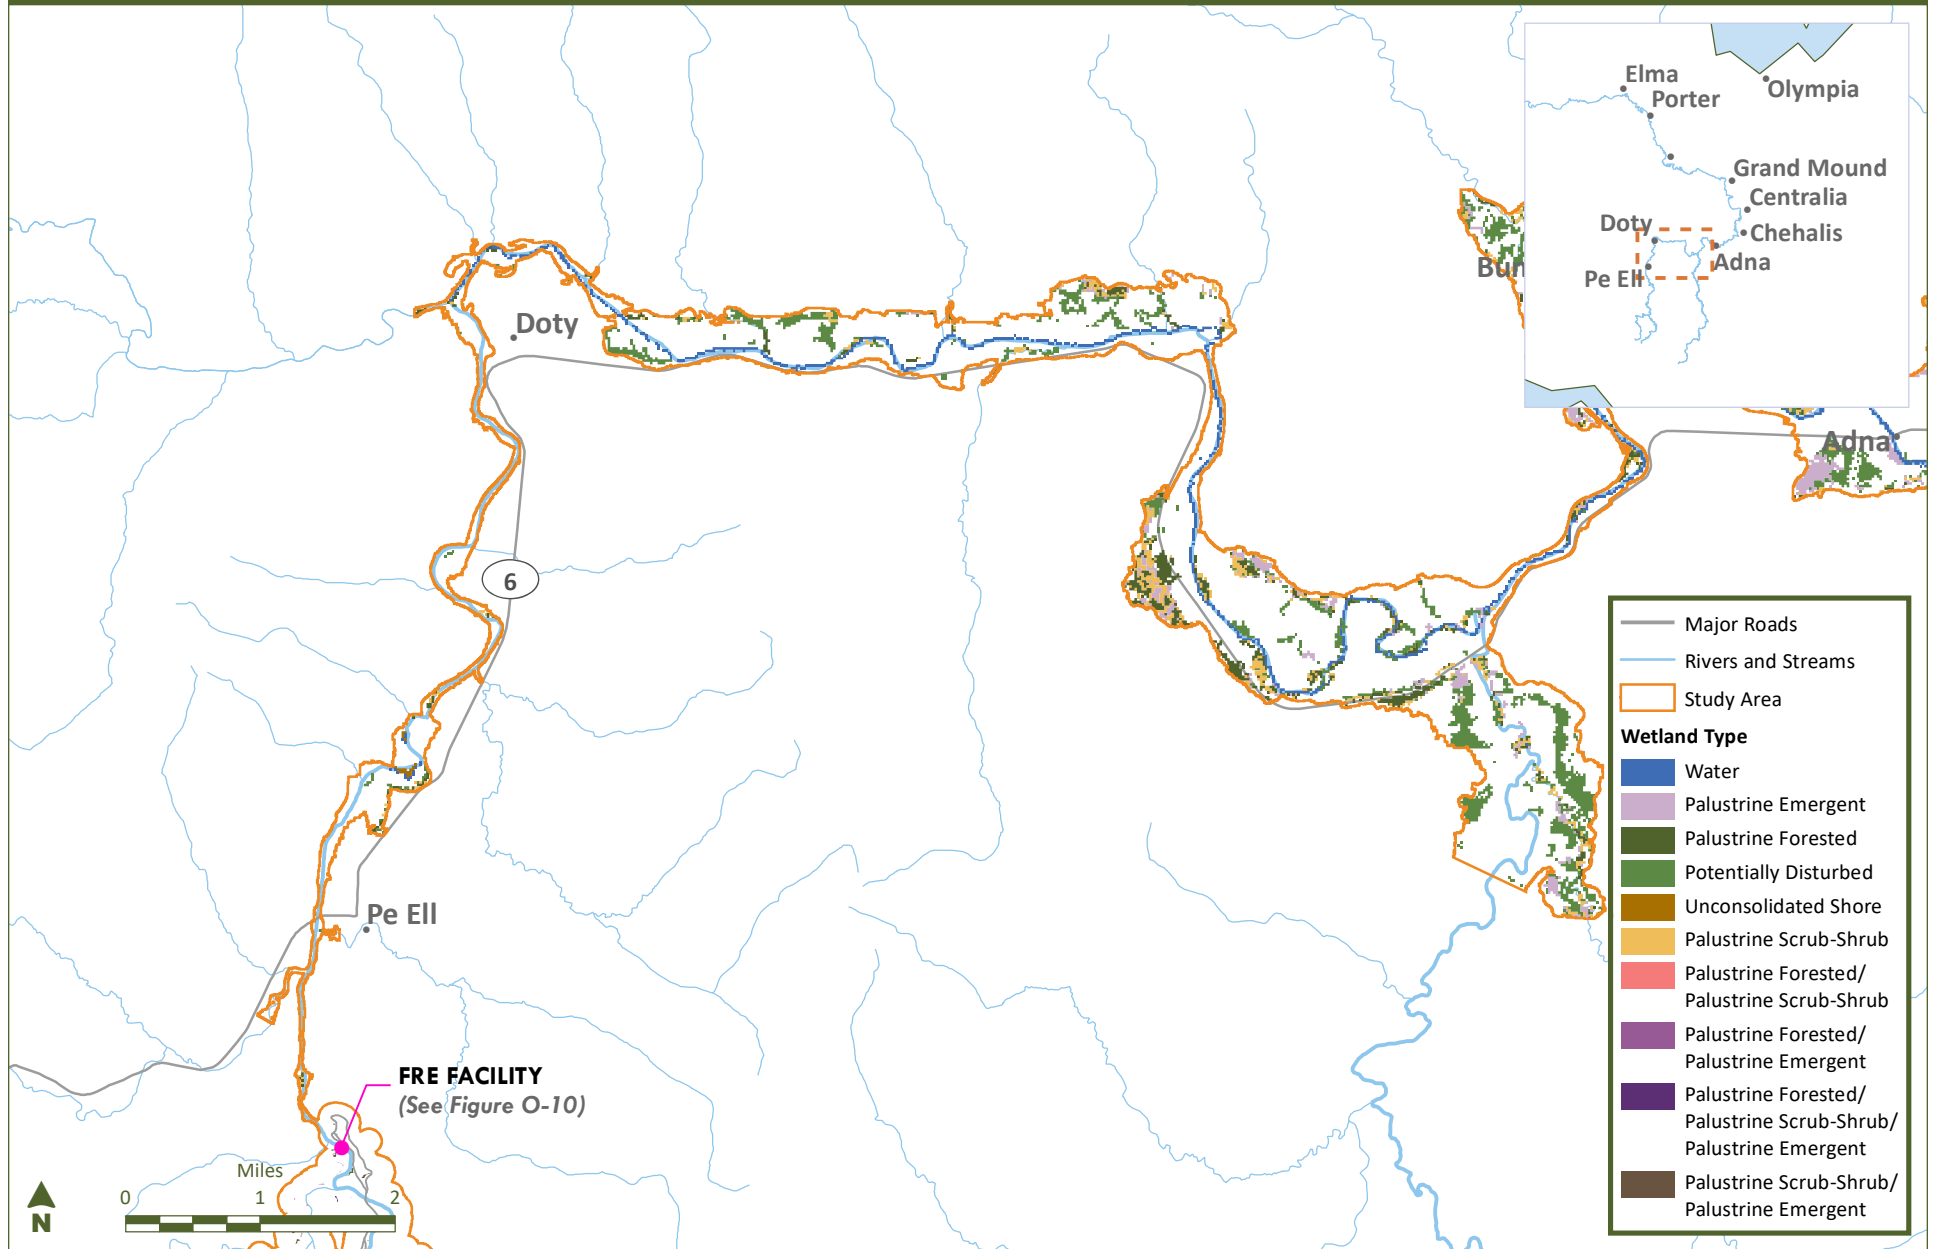 Elma
Porter
Olympia
Grand Mound
Centralia
Chehalis
Doty
Adna
Pe Ell
Doty
Adna
6
Pe Ell
FRE FACILITY
(See Figure O-10)
Miles
0 1 2
N
Major Roads
Rivers and Streams
Study Area
Wetland Type
Water
Palustrine Emergent
Palustrine Forested
Potentially Disturbed
Unconsolidated Shore
Palustrine Scrub-Shrub
Palustrine Forested/
Palustrine Scrub-Shrub
Palustrine Forested/
Palustrine Emergent
Palustrine Forested/
Palustrine Scrub-Shrub/
Palustrine Emergent
Palustrine Scrub-Shrub/
Palustrine Emergent